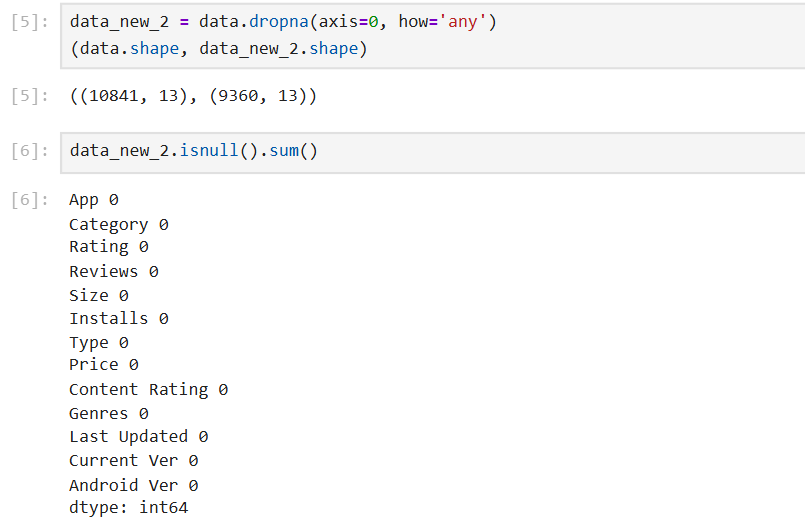 [5]: data_new_2 = data.dropna(axis=0, how='any')
(data.shape, data_new_2.shape)
[5]: ((10841, 13), (9360, 13))
[6]: data_new_2.isnull().sum()
[6]: App 0
Category 0
Rating 0
Reviews 0
Size 0
Installs 0
Type 0
Price 0
Content Rating 0
Genres 0
Last Updated 0
Current Ver 0
Android Ver 0
dtype: int64